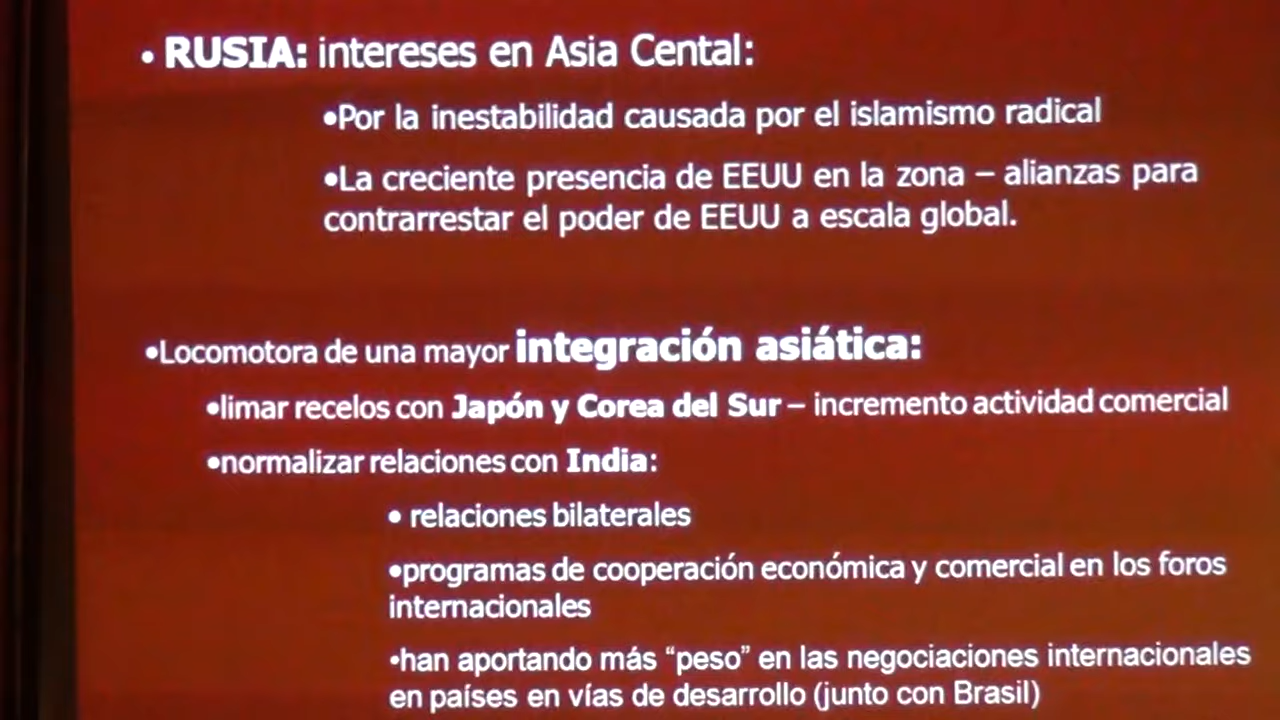 • RUSIA: intereses en Asia Cental:
•Por la inestabilidad causada por el islamismo radical
•La creciente presencia de EEUU en la zona – alianzas para
contrarrestar el poder de EEUU a escala global.
•Locomotora de una mayor integración asiática:
•limar recelos con Japón y Corea del Sur – incremento actividad comercial
•normalizar relaciones con India:
• relaciones bilaterales
•programas de cooperación económica y comercial en los foros
internacionales
•han aportando más “peso” en las negociaciones internacionales
en países en vías de desarrollo (junto con Brasil)